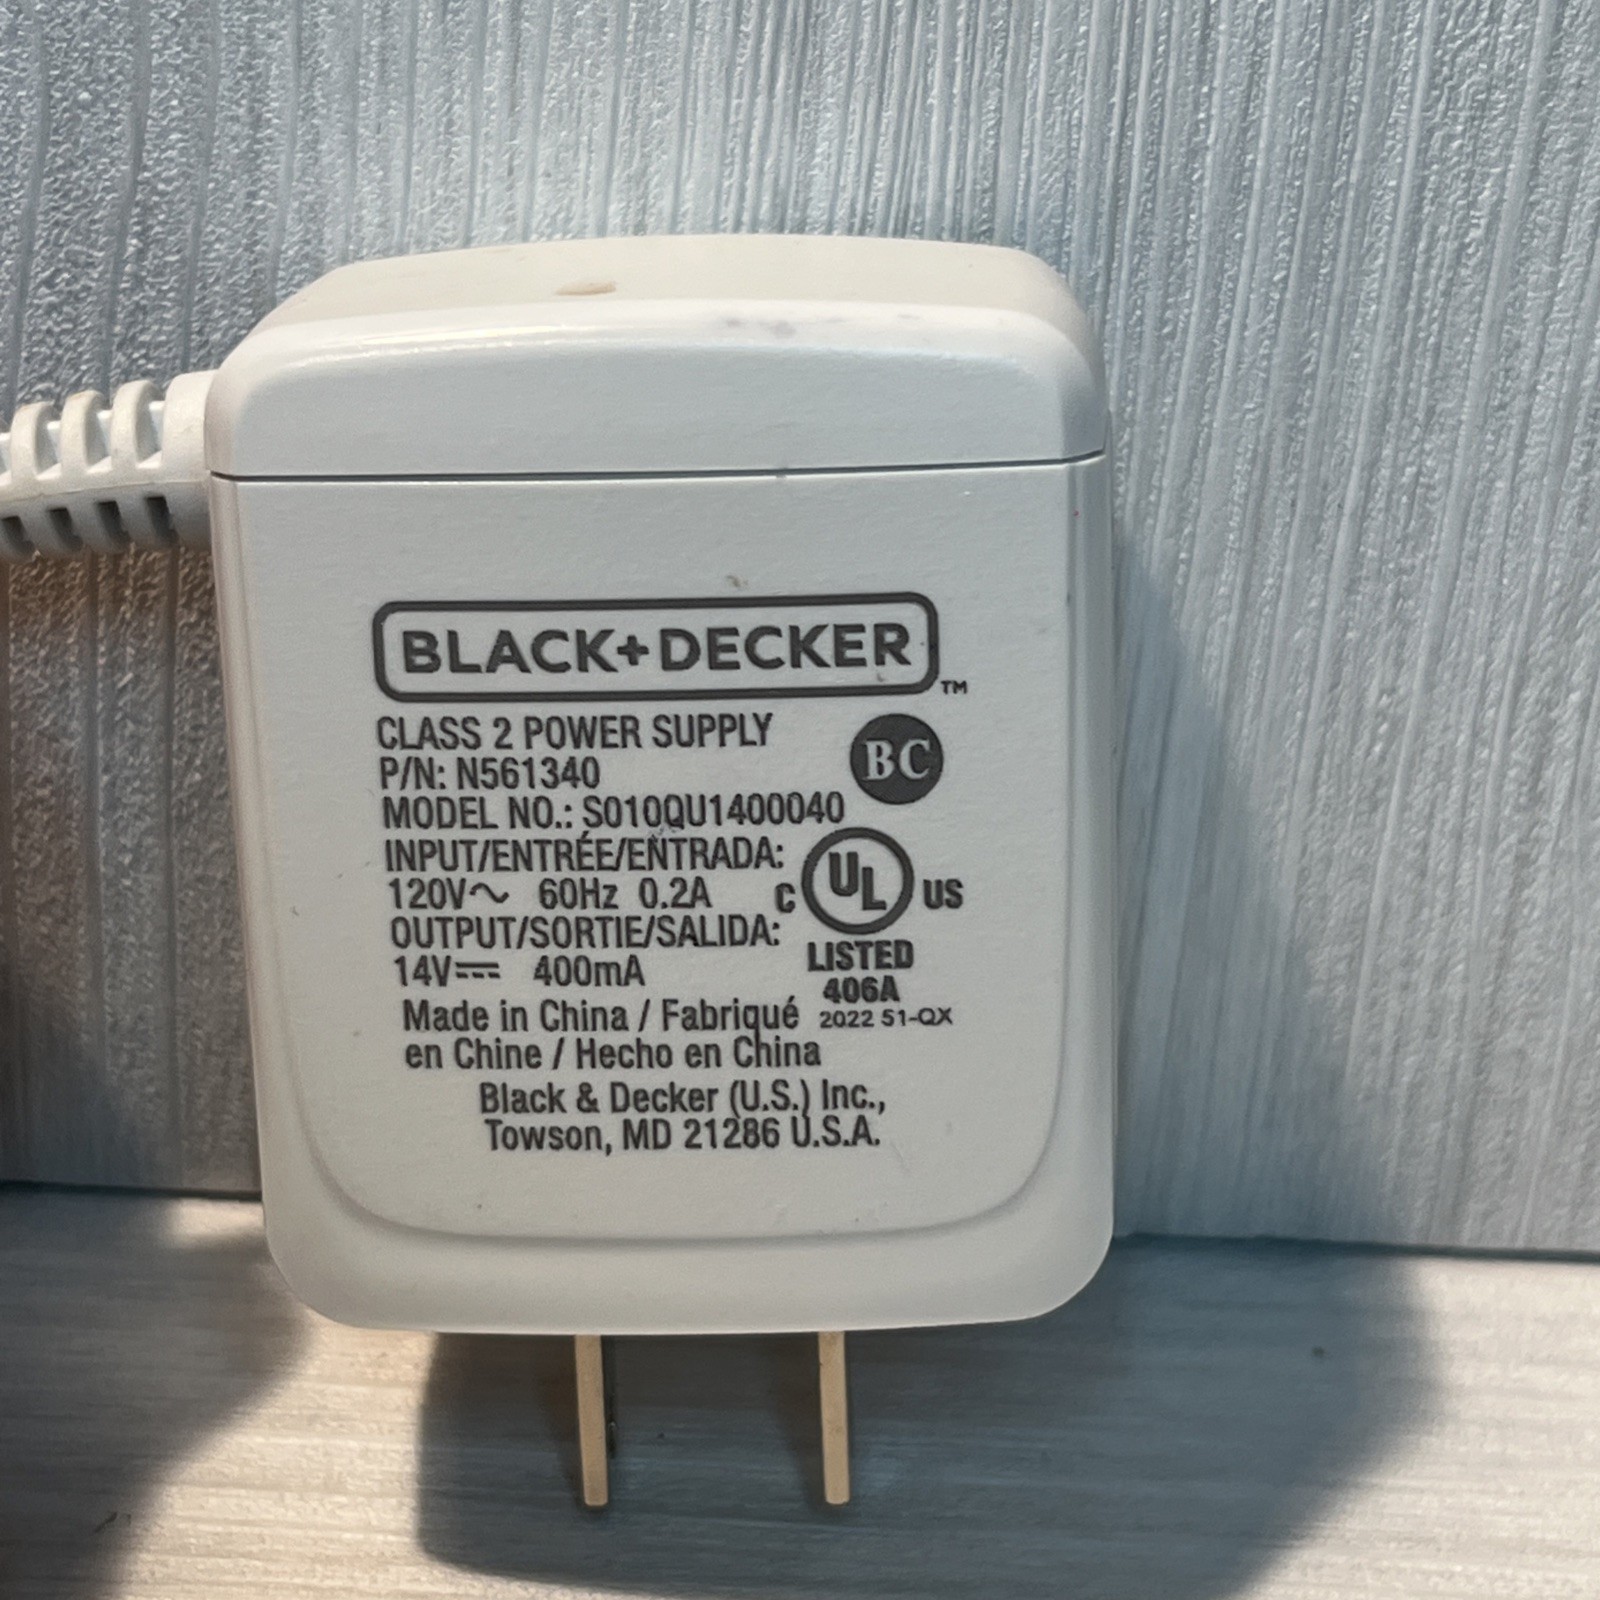 BLACK+DECKER™
CLASS 2 POWER SUPPLY
BC
P/N: N561340
MODEL NO.: S010QU1400040
INPUT/ENTRÉE/ENTRADA:
120V～ 60Hz 0.2A
C UL US
OUTPUT/SORTIE/SALIDA:
LISTED
14V⎓ 400mA
406A
Made in China / Fabriqué
2022 51-QX
en Chine / Hecho en China
Black & Decker (U.S.) Inc.,
Towson, MD 21286 U.S.A.